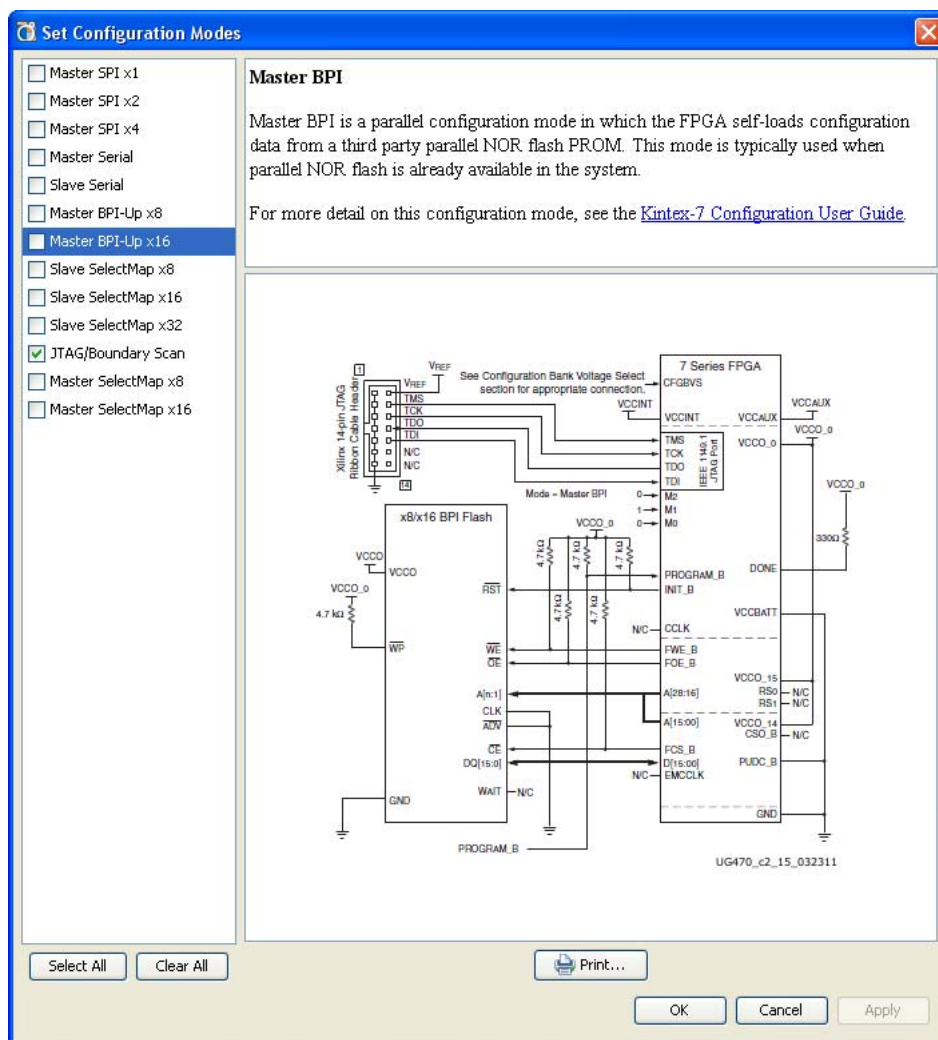 Set Configuration Modes
Master SPI x1
Master SPI x2
Master SPI x4
Master Serial
Slave Serial
Master BPI-Up x8
Master BPI-Up x16
Slave SelectMap x8
Slave SelectMap x16
Slave SelectMap x32
JTAG/Boundary Scan
Master SelectMap x8
Master SelectMap x16
Select All
Clear All
Master BPI
Master BPI is a parallel configuration mode in which the FPGA self-loads configuration
data from a third party parallel NOR flash PROM. This mode is typically used when
parallel NOR flash is already available in the system.
For more detail on this configuration mode, see the Kintex-7 Configuration User Guide.
Xilinx 14-pin JTAG
Ribbon Cable Header
1
VREF
VREF
TMS
TCK
TDO
TDI
N/C
N/C
14
See Configuration Bank Voltage Select
section for appropriate connection.
VCCINT
Mode = Master BPI
0
1
0
7 Series FPGA
CFGBVS
VCCINT
VCCAUX
VCCAUX
VCCO_0
VCCO_0
TMS
TCK
TDO
TDI
IEEE 1149.1
JTAG Port
M2
M1
M0
VCCO_0
330Ω
DONE
PROGRAM_B
INIT_B
VCCBATT
N/C
CCLK
FWE_B
FOE_B
VCCO_15
RS0
N/C
RS1
N/C
A[28:16]
A[15:00]
VCCO_14
CSO_B
N/C
FCS_B
D[15:00]
PUDC_B
N/C
EMCCLK
GND
x8/x16 BPI Flash
VCCO
VCCO
VCCO_0
4.7 kΩ
WP
RST
WE
OE
A[n:1]
CLK
ADV
CE
DQ[15:0]
WAIT
N/C
GND
VCCO_0
4.7 kΩ
4.7 kΩ
4.7 kΩ
4.7 kΩ
4.7 kΩ
PROGRAM_B
UG470_c2_15_032311
Print...
OK
Cancel
Apply